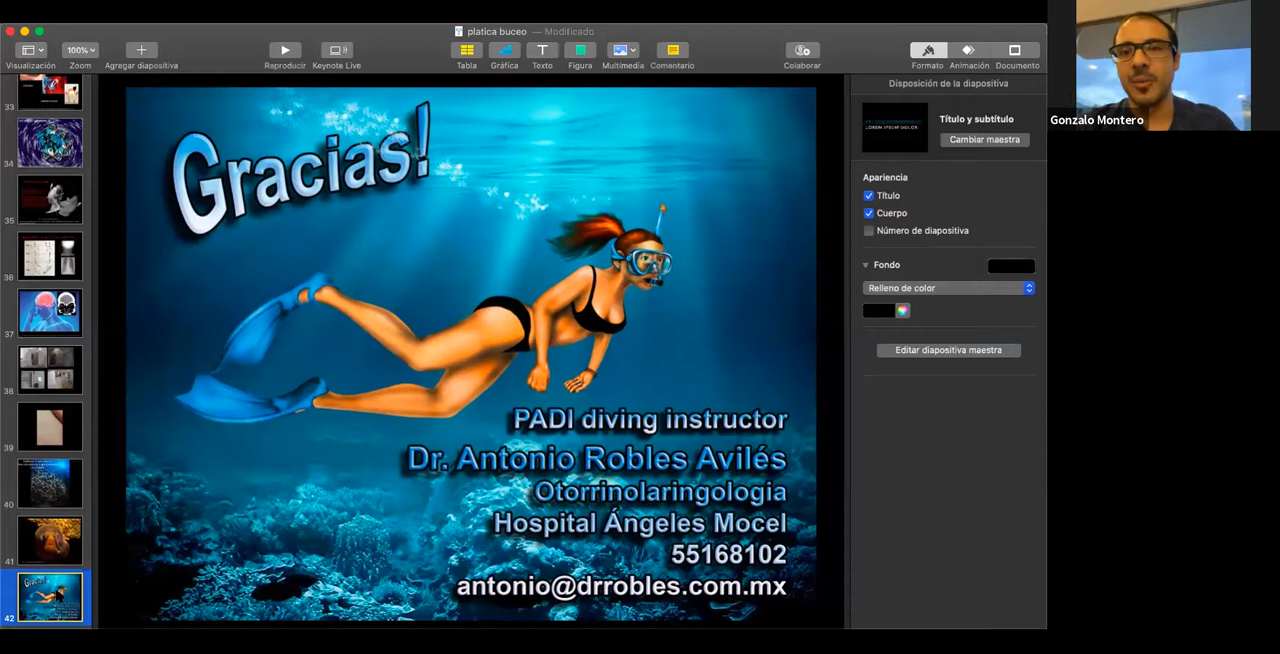 platica buceo — Modificado
100%
Visualización
Zoom
Agregar diapositiva
Reproducir
Keynote Live
Tabla
Gráfica
Texto
Figura
Multimedia
Comentario
Colaborar
Formato
Animación
Documento
33
34
35
36
37
38
39
40
41
42
Gracias!
PADI diving instructor
Dr. Antonio Robles Avilés
Otorrinolaringologia
Hospital Ángeles Mocel
55168102
antonio@drrobles.com.mx
Disposición de la diapositiva
LOREM IPSUM DOLOR
Título y subtítulo
Cambiar maestra
Apariencia
Título
Cuerpo
Número de diapositiva
Fondo
Relleno de color
Editar diapositiva maestra
Gonzalo Montero